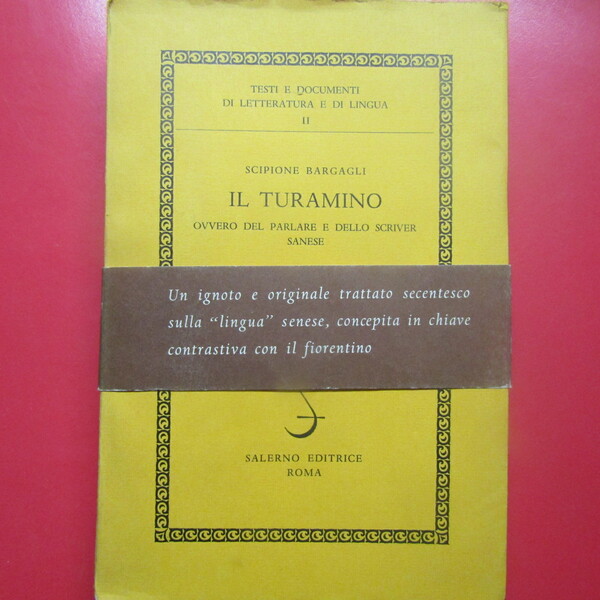 TESTI E DOCUMENTI
DI LETTERATURA E DI LINGUA
II
SCIPIONE BARGAGLI
IL TURAMINO
OVVERO DEL PARLARE E DELLO SCRIVER
SANESE
Un ignoto e originale trattato secentesco
sulla “lingua” senese, concepita in chiave
contrastiva con il fiorentino
SALERNO EDITRICE
ROMA